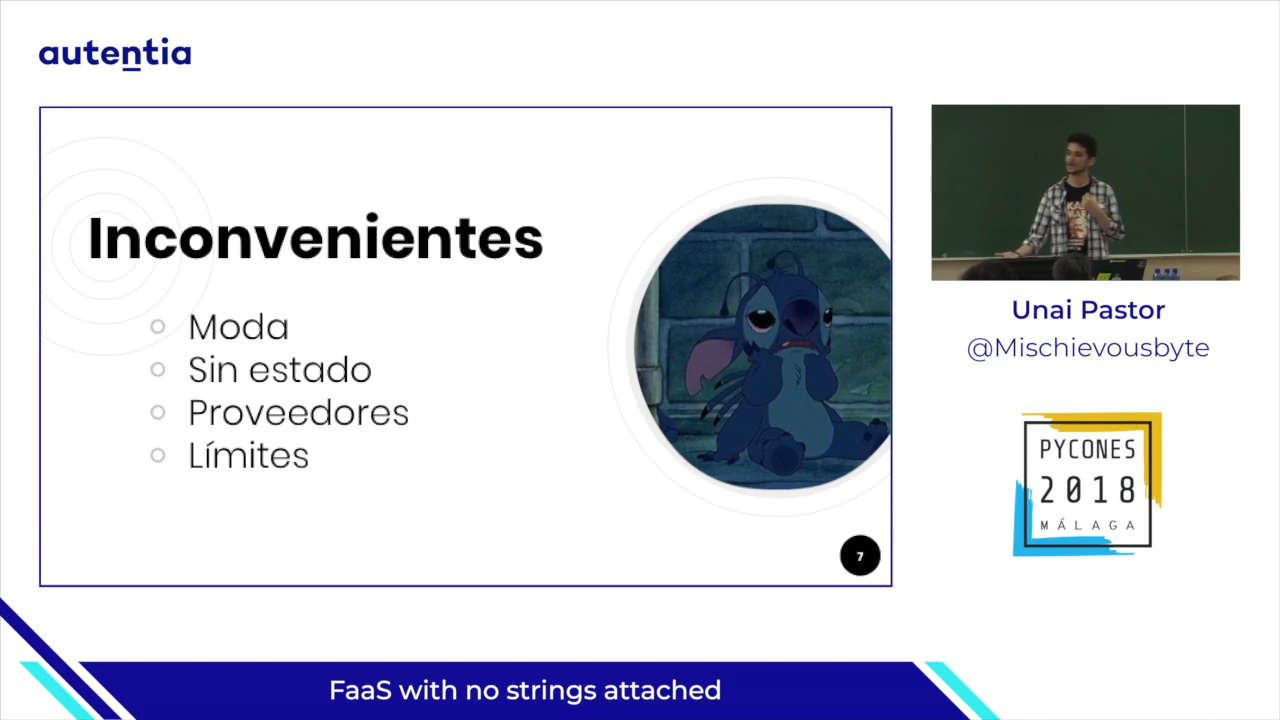 autentia
Inconvenientes
Moda
Sin estado
Proveedores
Límites
7
Unai Pastor
@Mischievousbyte
PYCONES
2018
MÁLAGA
FaaS with no strings attached